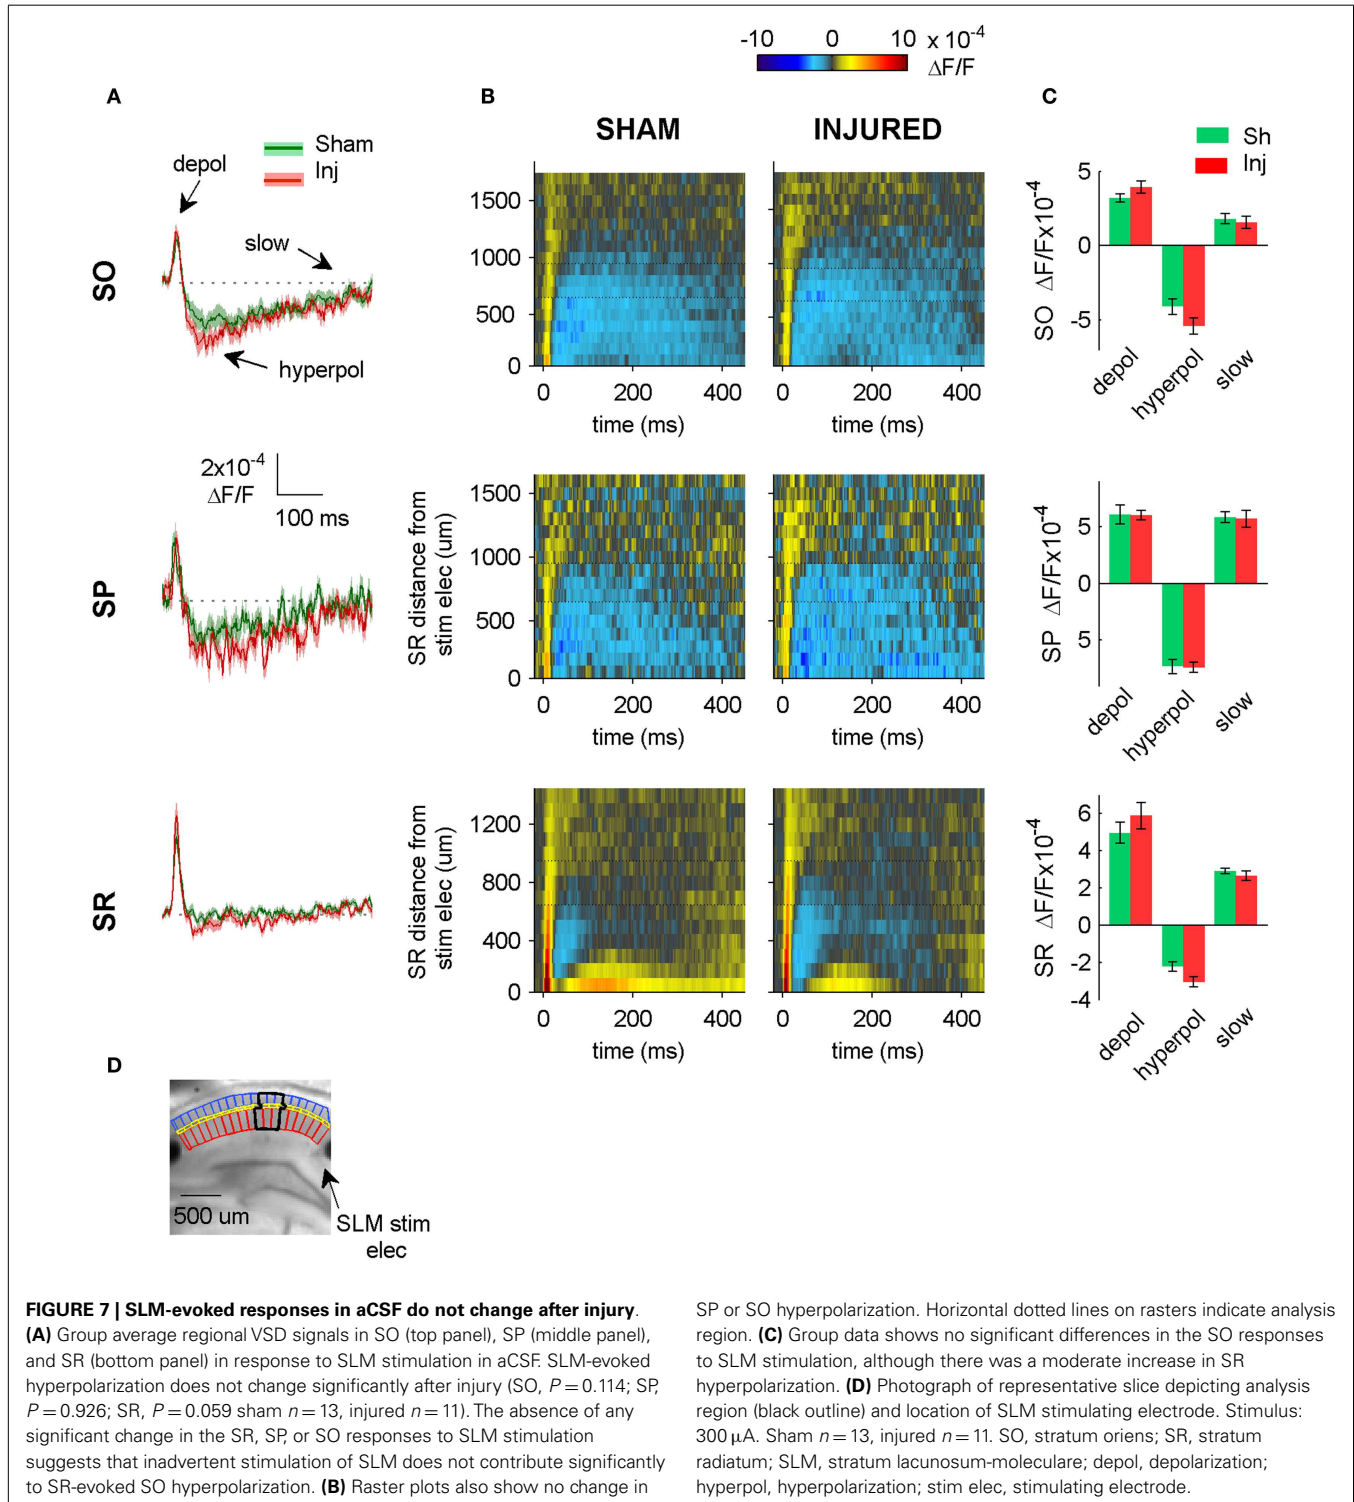 -10 0 10 x 10-4
ΔF/F
A
B
C
SHAM
INJURED
Sham
Inj
depol
slow
hyperpol
SO
1500
1000
500
0
0 200 400
time (ms)
0 200 400
time (ms)
Sh
Inj
5
0
-5
SO ΔF/Fx10-4
depol
hyperpol
slow
2x10-4
ΔF/F
100 ms
SP
SR distance from
stim elec (um)
1500
1000
500
0
0 200 400
time (ms)
0 200 400
time (ms)
5
0
5
SP ΔF/Fx10-4
depol
hyperpol
slow
SR
SR distance from
stim elec (um)
1200
800
400
0
0 200 400
time (ms)
0 200 400
time (ms)
6
4
2
0
-2
-4
SR ΔF/Fx10-4
depol
hyperpol
slow
D
500 um
SLM stim
elec
FIGURE 7 | SLM-evoked responses in aCSF do not change after injury.
(A) Group average regional VSD signals in SO (top panel), SP (middle panel),
and SR (bottom panel) in response to SLM stimulation in aCSF. SLM-evoked
hyperpolarization does not change significantly after injury (SO, P = 0.114; SP,
P = 0.926; SR, P = 0.059 sham n = 13, injured n = 11). The absence of any
significant change in the SR, SP, or SO responses to SLM stimulation
suggests that inadvertent stimulation of SLM does not contribute significantly
to SR-evoked SO hyperpolarization. (B) Raster plots also show no change in
SP or SO hyperpolarization. Horizontal dotted lines on rasters indicate analysis
region. (C) Group data shows no significant differences in the SO responses
to SLM stimulation, although there was a moderate increase in SR
hyperpolarization. (D) Photograph of representative slice depicting analysis
region (black outline) and location of SLM stimulating electrode. Stimulus:
300 μA. Sham n = 13, injured n = 11. SO, stratum oriens; SR, stratum
radiatum; SLM, stratum lacunosum-moleculare; depol, depolarization;
hyperpol, hyperpolarization; stim elec, stimulating electrode.